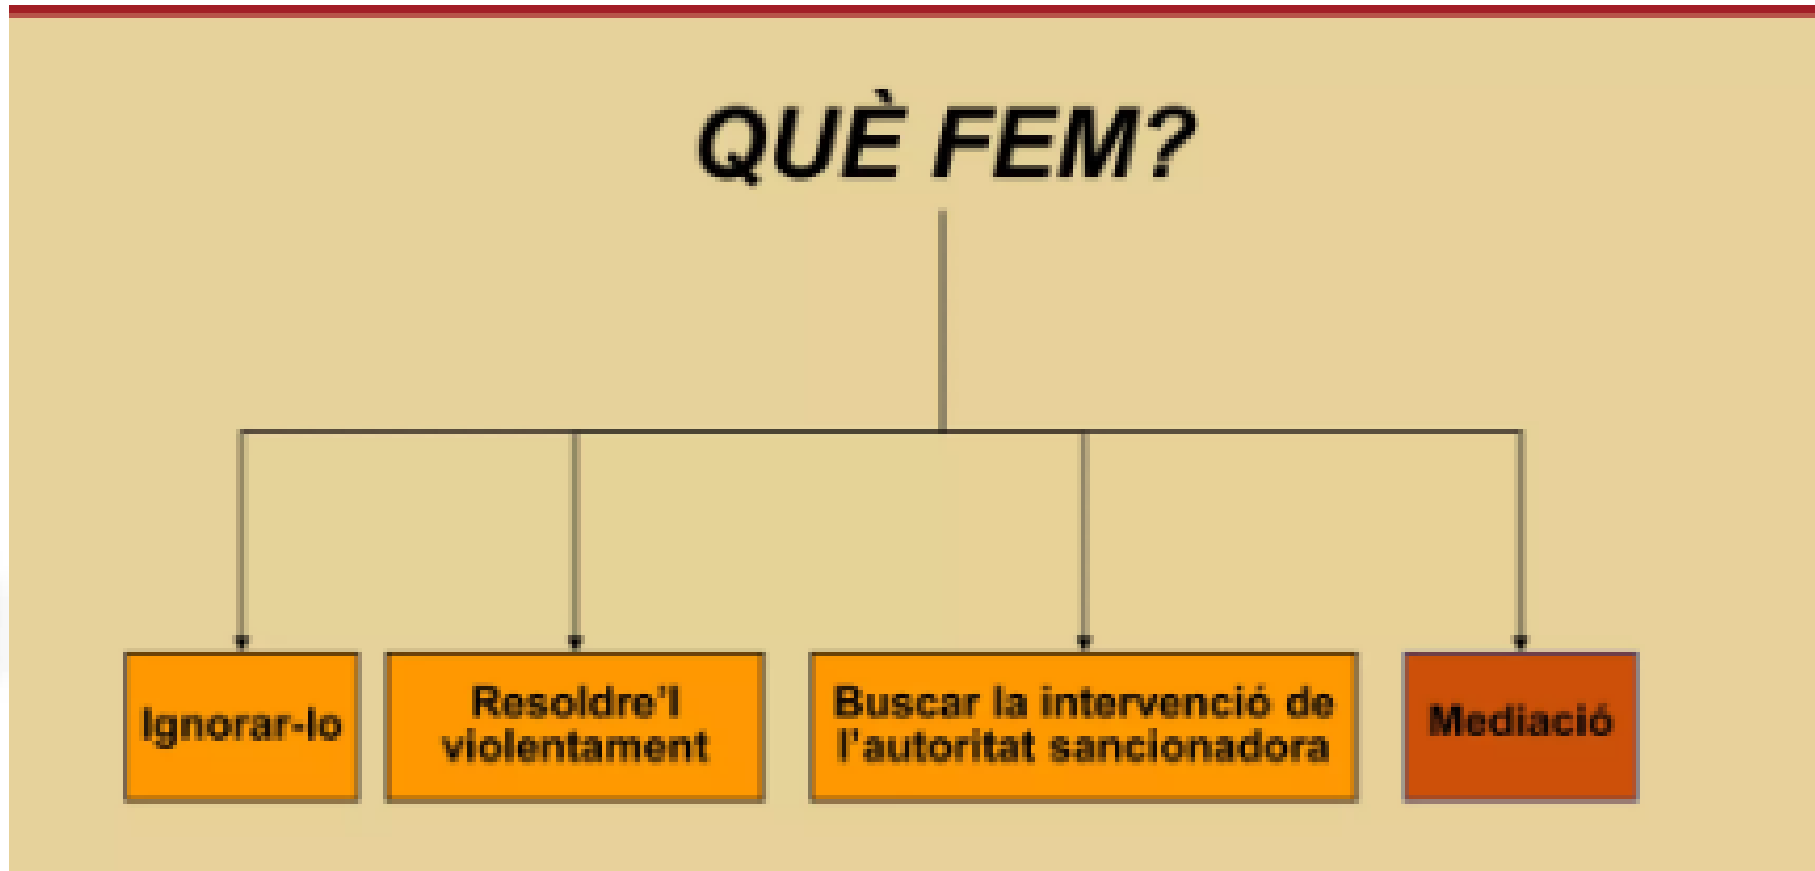 QUÈ FEM?
Ignorar-lo
Resoldre'l
violentament
Buscar la intervenció de
l'autoritat sancionadora
Mediació